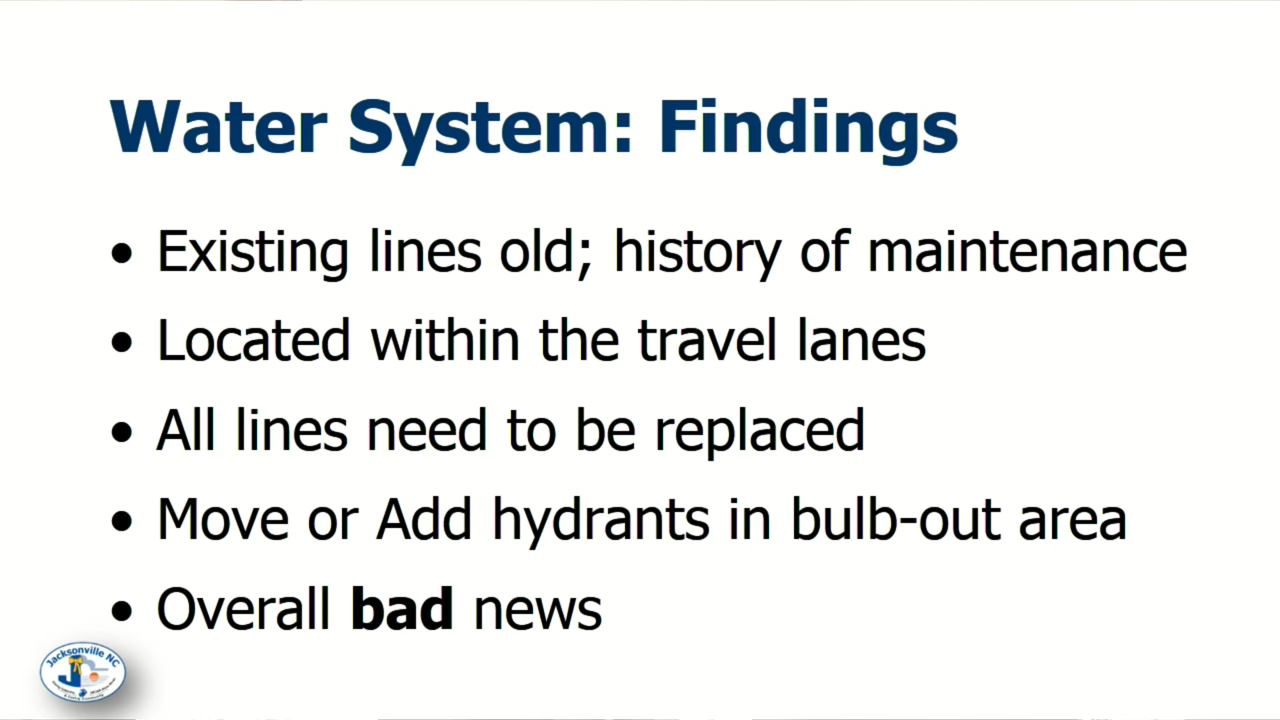 Water System: Findings
• Existing lines old; history of maintenance
• Located within the travel lanes
• All lines need to be replaced
• Move or Add hydrants in bulb-out area
• Overall bad news
Jacksonville NC